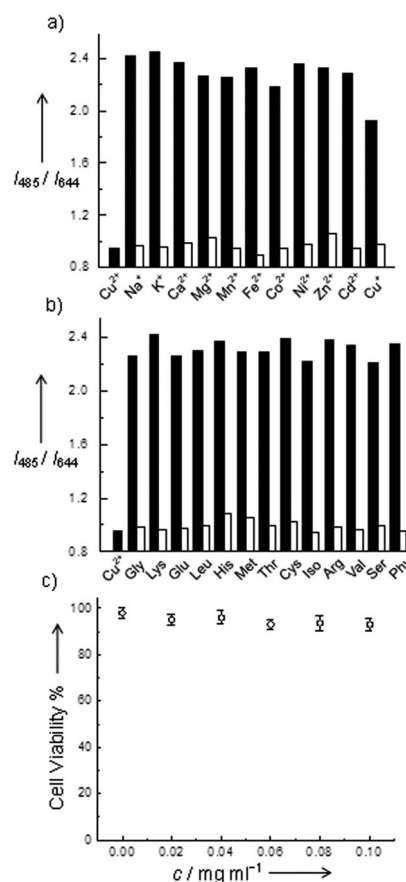 a)
2.4
2.0
1.6
1.2
0.8
I485 / I644
Cu2+ Na+ K+ Ca2+ Mg2+ Mn2+ Fe2+ Co2+ Ni2+ Zn2+ Cd2+ Cu+
b)
2.4
2.0
1.6
1.2
0.8
I485 / I644
Cu2+ Gly Lys Glu Leu His Met Thr Cys Iso Arg Val Ser Phe
c)
100
80
60
40
20
0
Cell Viability %
0.00 0.02 0.04 0.06 0.08 0.10
c / mg ml−1